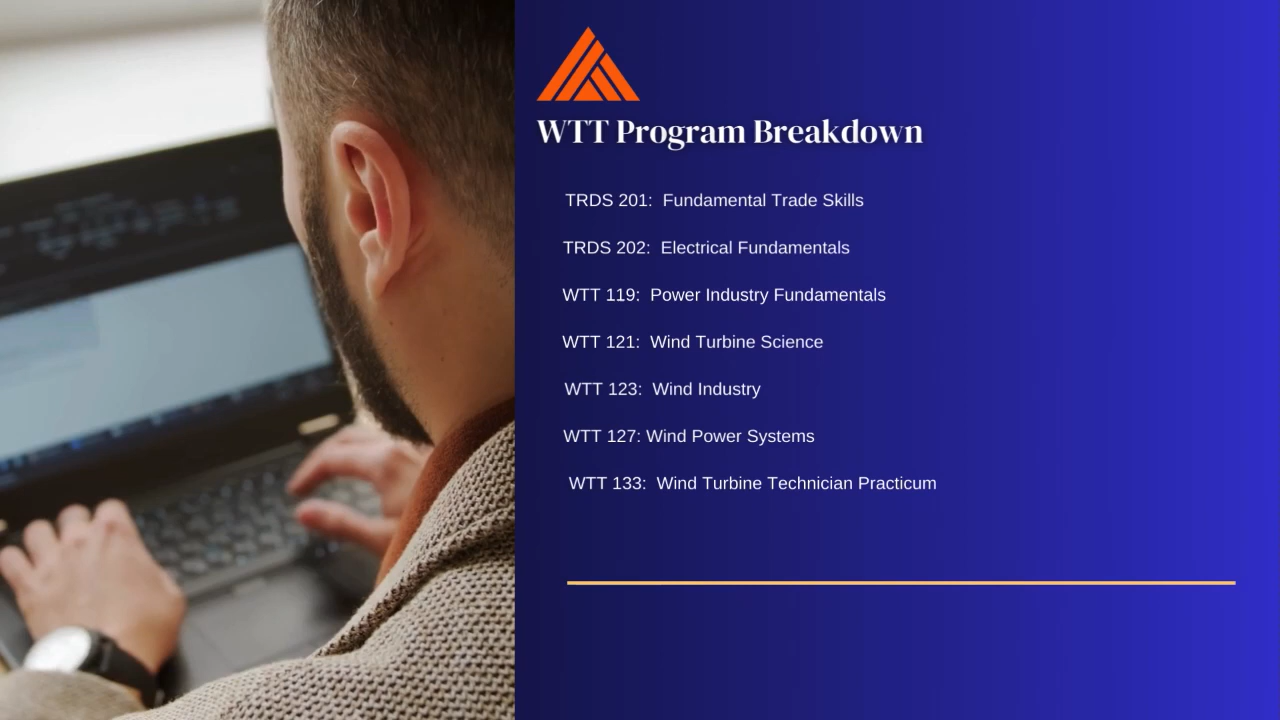 WTT Program Breakdown
TRDS 201:  Fundamental Trade Skills
TRDS 202:  Electrical Fundamentals
WTT 119:  Power Industry Fundamentals
WTT 121:  Wind Turbine Science
WTT 123:  Wind Industry
WTT 127: Wind Power Systems
WTT 133:  Wind Turbine Technician Practicum